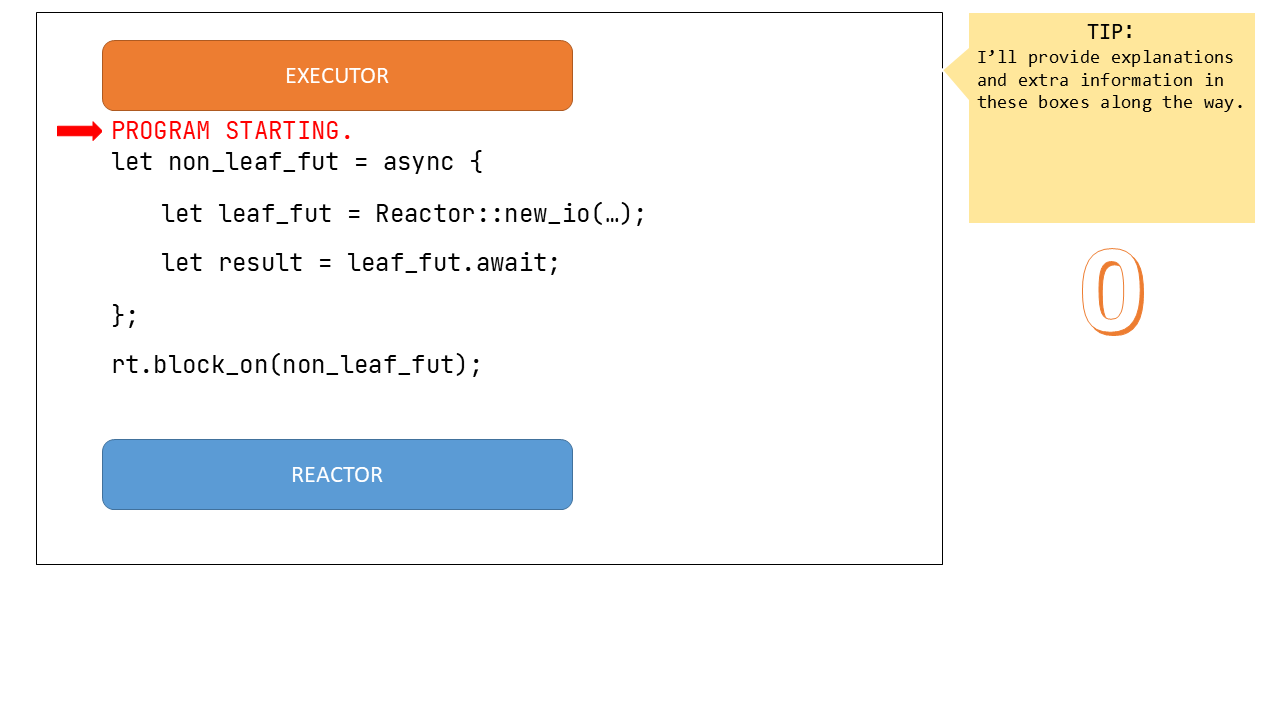 EXECUTOR
PROGRAM STARTING.
let non_leaf_fut = async {
let leaf_fut = Reactor::new_io(…);
let result = leaf_fut.await;
};
rt.block_on(non_leaf_fut);
REACTOR
TIP:
I’ll provide explanations
and extra information in
these boxes along the way.
0